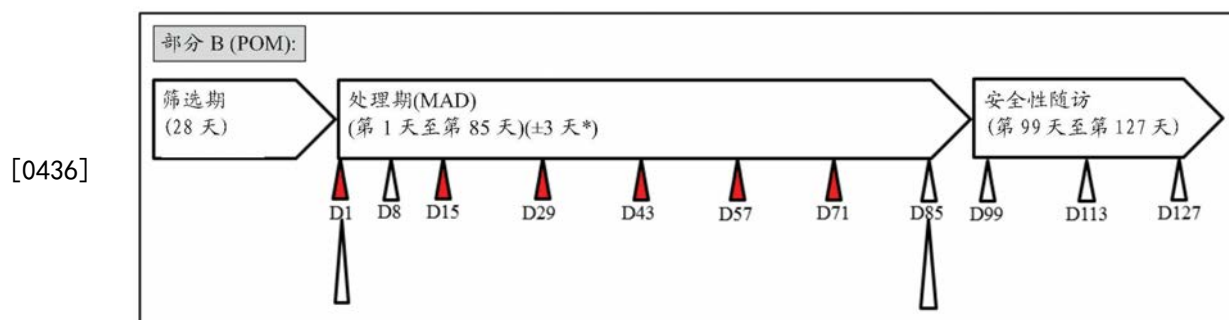 部分 B (POM):
筛选期
(28 天)
处理期(MAD)
(第 1 天至第 85 天)(±3 天*)
安全性随访
(第 99 天至第 127 天)
[0436]
D1 D8 D15 D29 D43 D57 D71 D85 D99 D113 D127